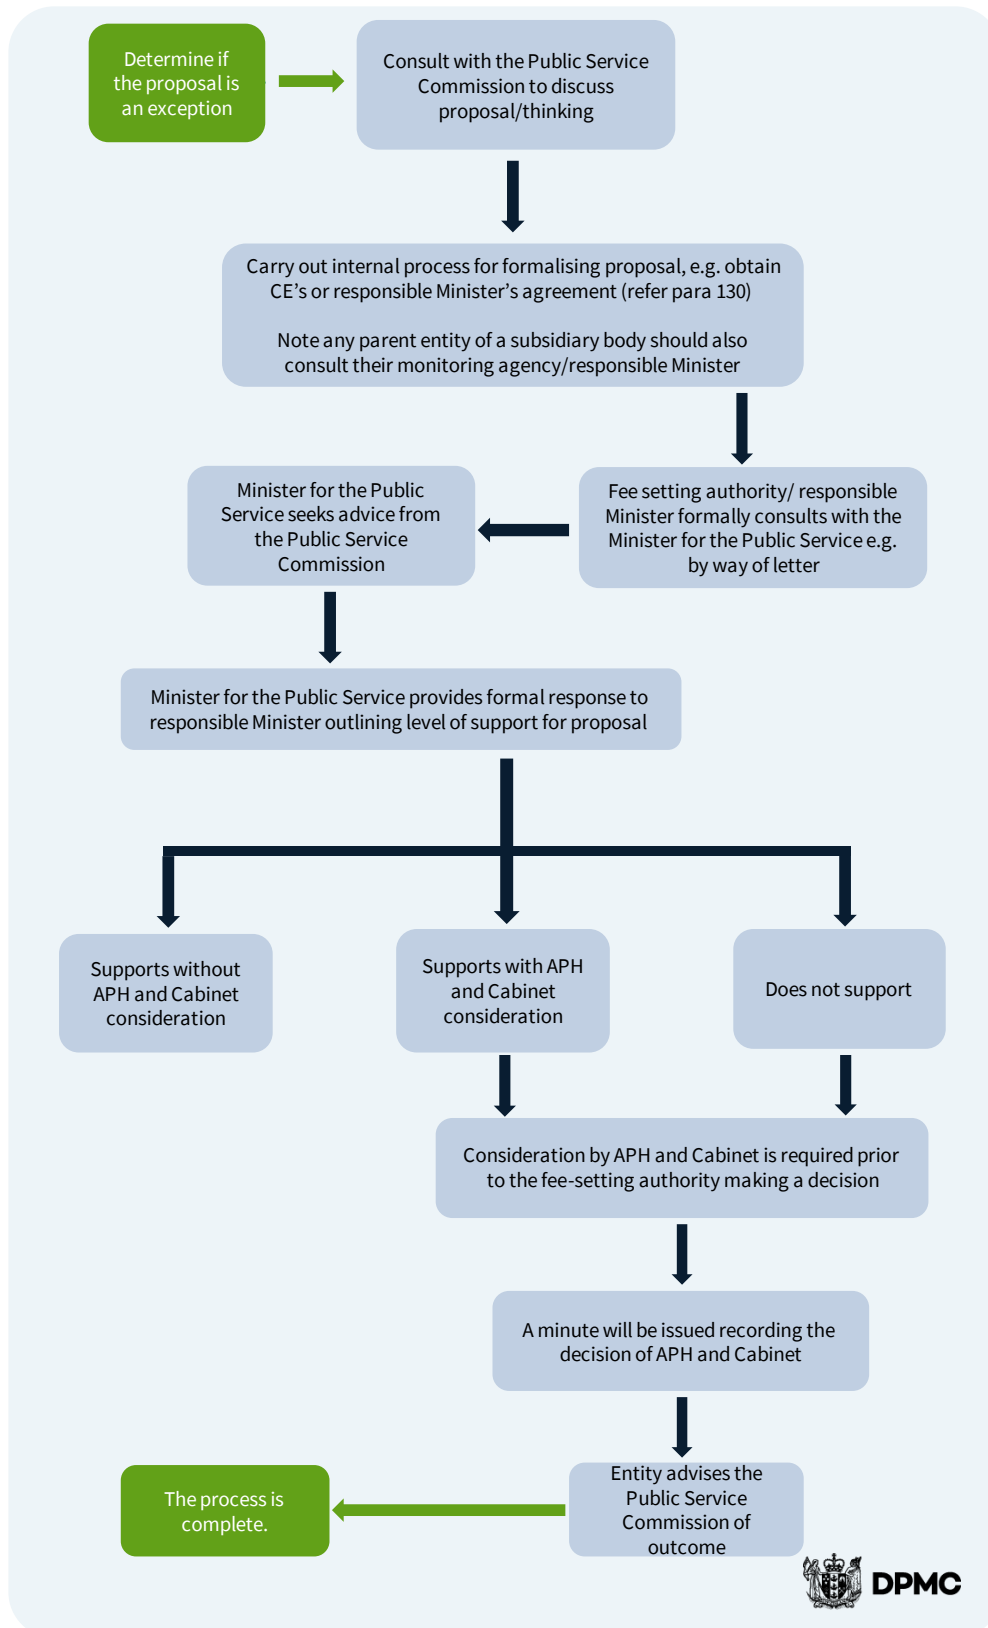 Determine if
the proposal is
an exception
Consult with the Public Service
Commission to discuss
proposal/thinking
Carry out internal process for formalising proposal, e.g. obtain
CE's or responsible Minister's agreement (refer para 130)
Note any parent entity of a subsidiary body should also
consult their monitoring agency/responsible Minister
Fee setting authority/ responsible
Minister formally consults with the
Minister for the Public Service e.g.
by way of letter
Minister for the Public
Service seeks advice from
the Public Service
Commission
Minister for the Public Service provides formal response to
responsible Minister outlining level of support for proposal
Supports without
APH and Cabinet
consideration
Supports with APH
and Cabinet
consideration
Does not support
Consideration by APH and Cabinet is required prior
to the fee-setting authority making a decision
A minute will be issued recording the
decision of APH and Cabinet
Entity advises the
Public Service
Commission of
outcome
The process is
complete.
DPMC